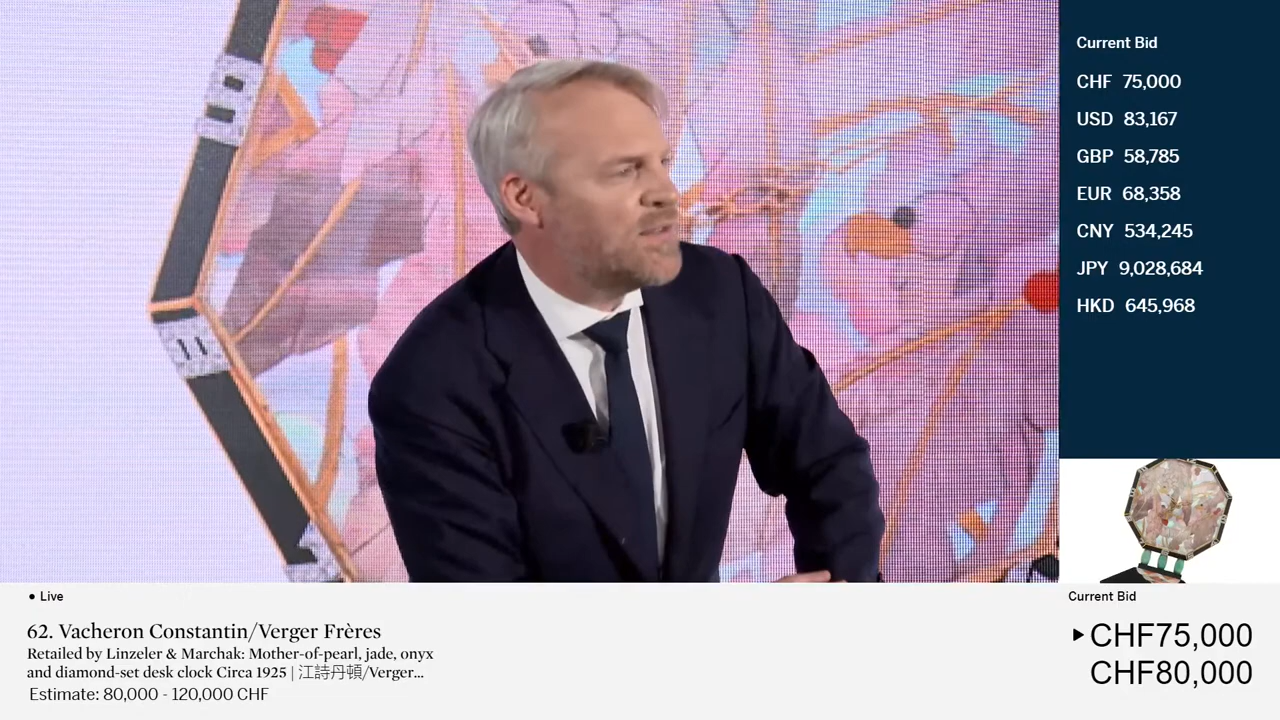 Current Bid
CHF 75,000
USD 83,167
GBP 58,785
EUR 68,358
CNY 534,245
JPY 9,028,684
HKD 645,968
• Live
62. Vacheron Constantin/Verger Frères
Retailed by Linzeler & Marchak: Mother-of-pearl, jade, onyx
and diamond-set desk clock Circa 1925 | 江詩丹頓/Verger...
Estimate: 80,000 - 120,000 CHF
Current Bid
CHF75,000
CHF80,000